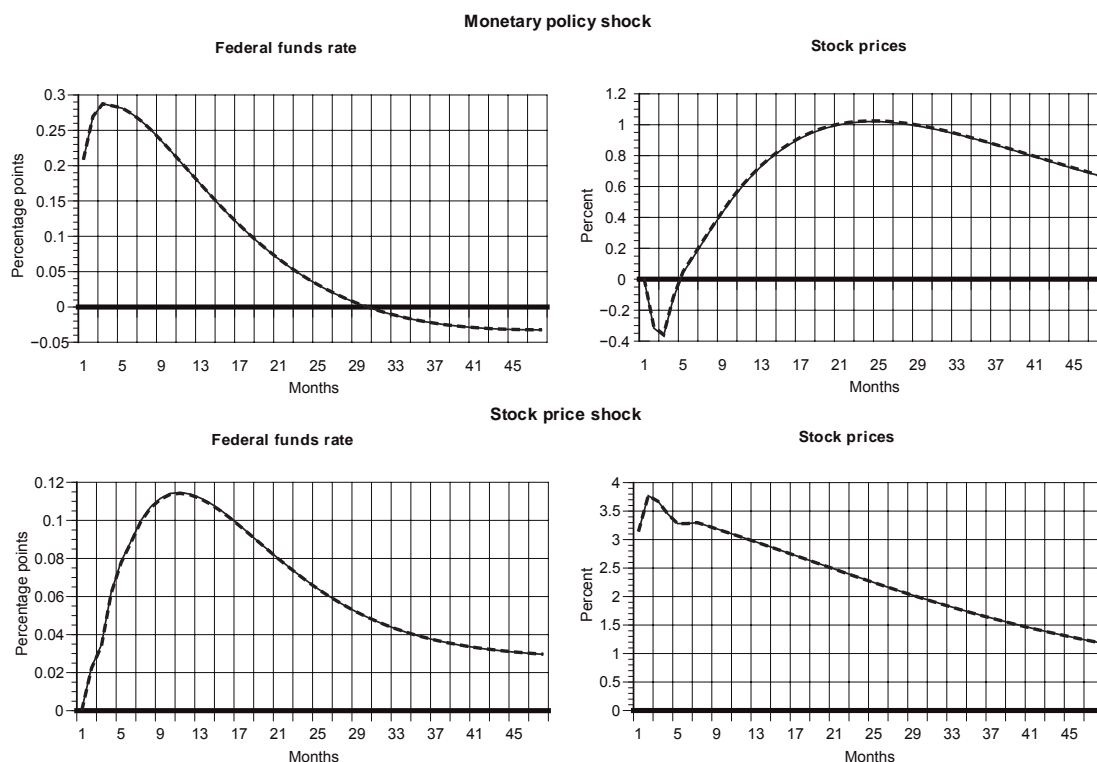 Monetary policy shock
Federal funds rate
Percentage points
0.3
0.25
0.2
0.15
0.1
0.05
0
−0.05
1 5 9 13 17 21 25 29 33 37 41 45
Months
Stock prices
Percent
1.2
1
0.8
0.6
0.4
0.2
0
−0.2
−0.4
1 5 9 13 17 21 25 29 33 37 41 45
Months
Stock price shock
Federal funds rate
Percentage points
0.12
0.1
0.08
0.06
0.04
0.02
0
1 5 9 13 17 21 25 29 33 37 41 45
Months
Stock prices
Percent
4
3.5
3
2.5
2
1.5
1
0.5
0
1 5 9 13 17 21 25 29 33 37 41 45
Months